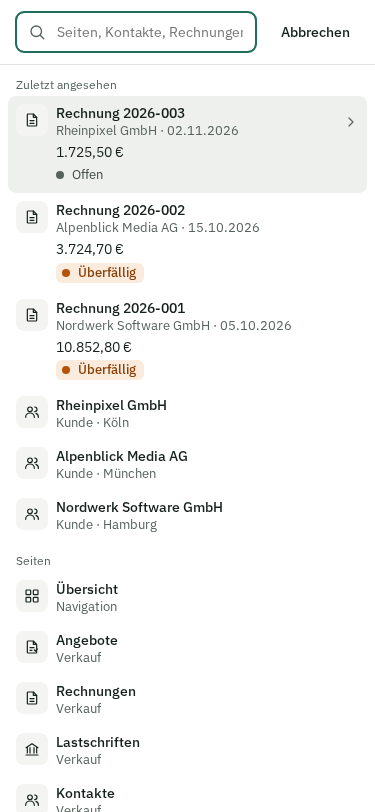 Seiten, Kontakte, Rechnungen
Abbrechen
Zuletzt angesehen
Rechnung 2026-003
Rheinpixel GmbH · 02.11.2026
1.725,50 €
Offen
Rechnung 2026-002
Alpenblick Media AG · 15.10.2026
3.724,70 €
Überfällig
Rechnung 2026-001
Nordwerk Software GmbH · 05.10.2026
10.852,80 €
Überfällig
Rheinpixel GmbH
Kunde · Köln
Alpenblick Media AG
Kunde · München
Nordwerk Software GmbH
Kunde · Hamburg
Seiten
Übersicht
Navigation
Angebote
Verkauf
Rechnungen
Verkauf
Lastschriften
Verkauf
Kontakte
Verkauf